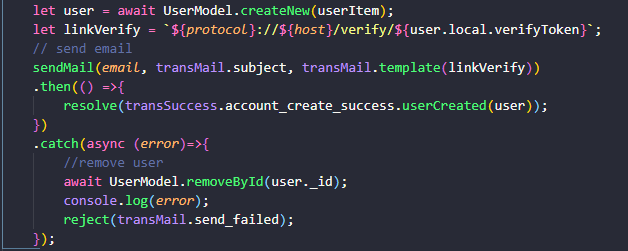 let user = await UserModel.createNew(userItem);
let linkVerify = `${protocol}://${host}/verify/${user.local.verifyToken}`;
// send email
sendMail(email, transMail.subject, transMail.template(linkVerify))
.then(() =>{
resolve(transSuccess.account_create_success.userCreated(user));
})
.catch(async (error)=>{
//remove user
await UserModel.removeById(user._id);
console.log(error);
reject(transMail.send_failed);
});